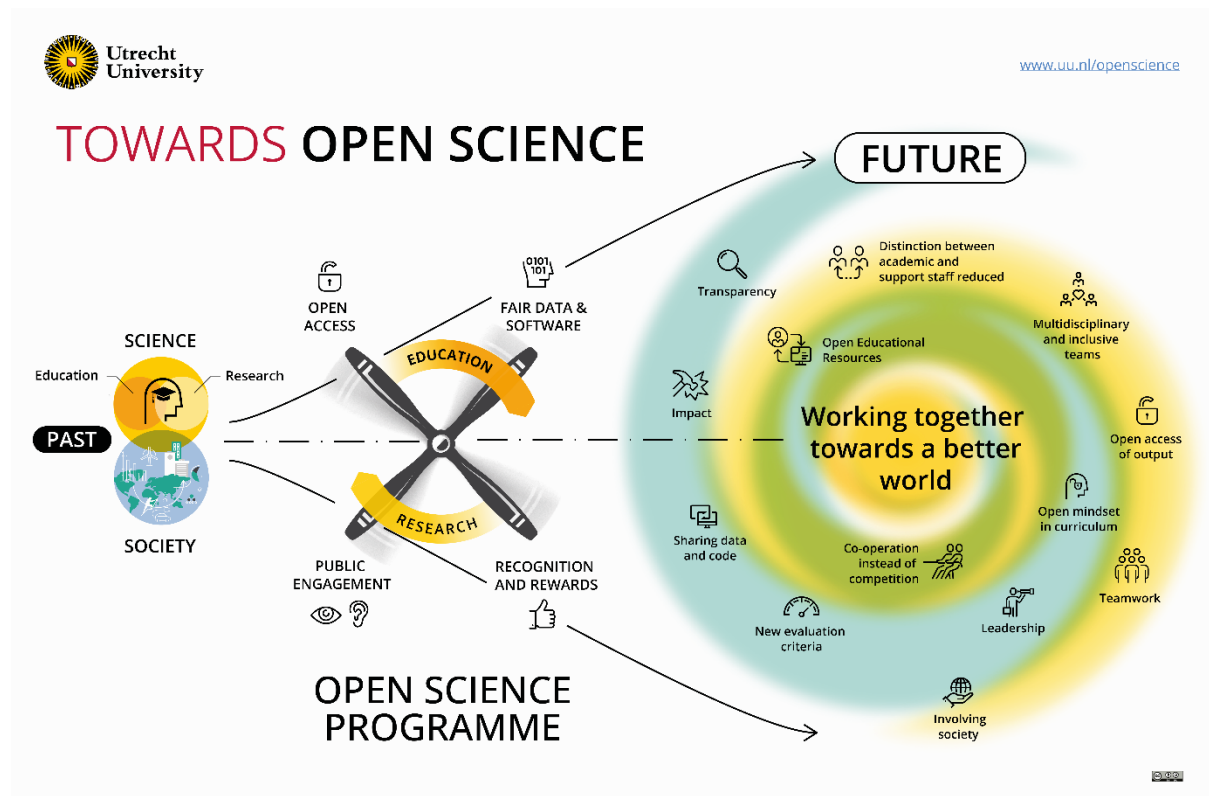 Utrecht
University
www.uu.nl/openscience
TOWARDS OPEN SCIENCE
FUTURE
OPEN
ACCESS
0101
101
FAIR DATA &
SOFTWARE
SCIENCE
Education
Research
PAST
SOCIETY
EDUCATION
RESEARCH
PUBLIC
ENGAGEMENT
RECOGNITION
AND REWARDS
OPEN SCIENCE
PROGRAMME
Transparency
Distinction between
academic and
support staff reduced
Multidisciplinary
and inclusive
teams
Open Educational
Resources
Impact
Working together
towards a better
world
Open access
of output
Open mindset
in curriculum
Sharing data
and code
Co-operation
instead of
competition
Teamwork
New evaluation
criteria
Leadership
Involving
society